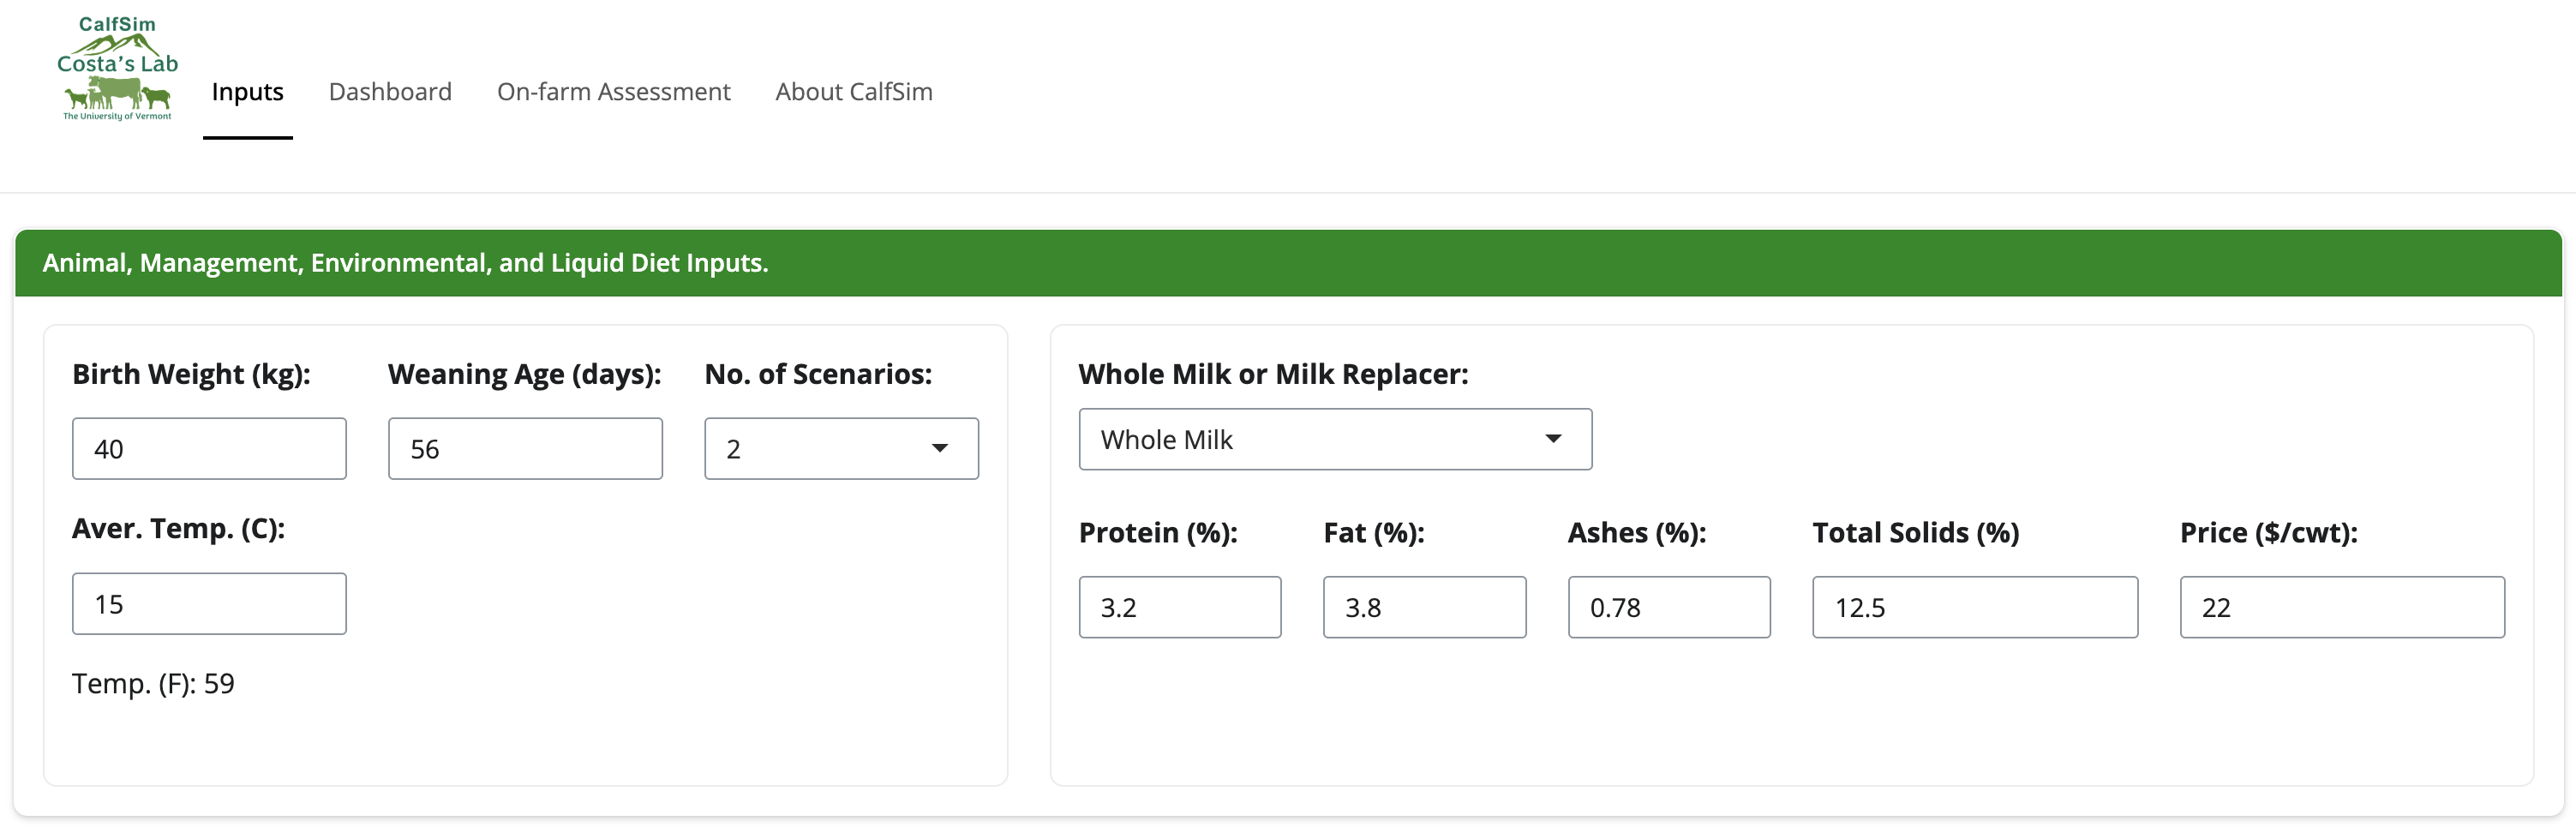 CalfSim
Costa's Lab
The University of Vermont
Inputs Dashboard On-farm Assessment About CalfSim
Animal, Management, Environmental, and Liquid Diet Inputs.
Birth Weight (kg): Weaning Age (days): No. of Scenarios:
40 56 2
Aver. Temp. (C):
15
Temp. (F): 59
Whole Milk or Milk Replacer:
Whole Milk
Protein (%): Fat (%): Ashes (%): Total Solids (%) Price ($/cwt):
3.2 3.8 0.78 12.5 22